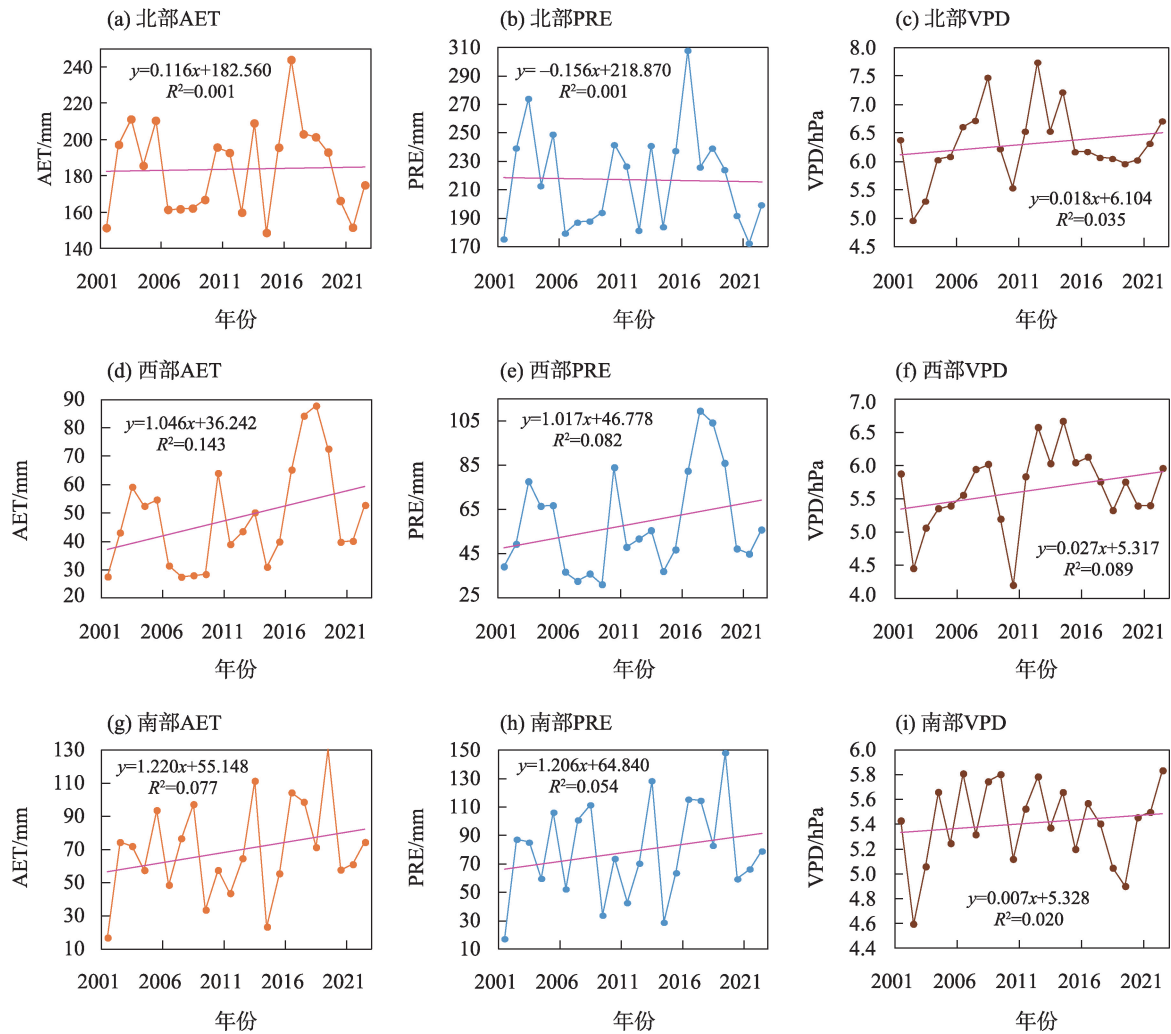 (a) 北部AET
y=0.116x+182.560
R²=0.001
AET/mm
240
220
200
180
160
140
2001 2006 2011 2016 2021
年份
(b) 北部PRE
y= –0.156x+218.870
R²=0.001
PRE/mm
310
290
270
250
230
210
190
170
2001 2006 2011 2016 2021
年份
(c) 北部VPD
y=0.018x+6.104
R²=0.035
VPD/hPa
8.0
7.5
7.0
6.5
6.0
5.5
5.0
4.5
2001 2006 2011 2016 2021
年份
(d) 西部AET
y=1.046x+36.242
R²=0.143
AET/mm
90
80
70
60
50
40
30
20
2001 2006 2011 2016 2021
年份
(e) 西部PRE
y=1.017x+46.778
R²=0.082
PRE/mm
105
85
65
45
25
2001 2006 2011 2016 2021
年份
(f) 西部VPD
y=0.027x+5.317
R²=0.089
VPD/hPa
7.0
6.5
6.0
5.5
5.0
4.5
4.0
2001 2006 2011 2016 2021
年份
(g) 南部AET
y=1.220x+55.148
R²=0.077
AET/mm
130
110
90
70
50
30
10
2001 2006 2011 2016 2021
年份
(h) 南部PRE
y=1.206x+64.840
R²=0.054
PRE/mm
150
130
110
90
70
50
30
10
2001 2006 2011 2016 2021
年份
(i) 南部VPD
y=0.007x+5.328
R²=0.020
VPD/hPa
6.0
5.8
5.6
5.4
5.2
5.0
4.8
4.6
4.4
2001 2006 2011 2016 2021
年份